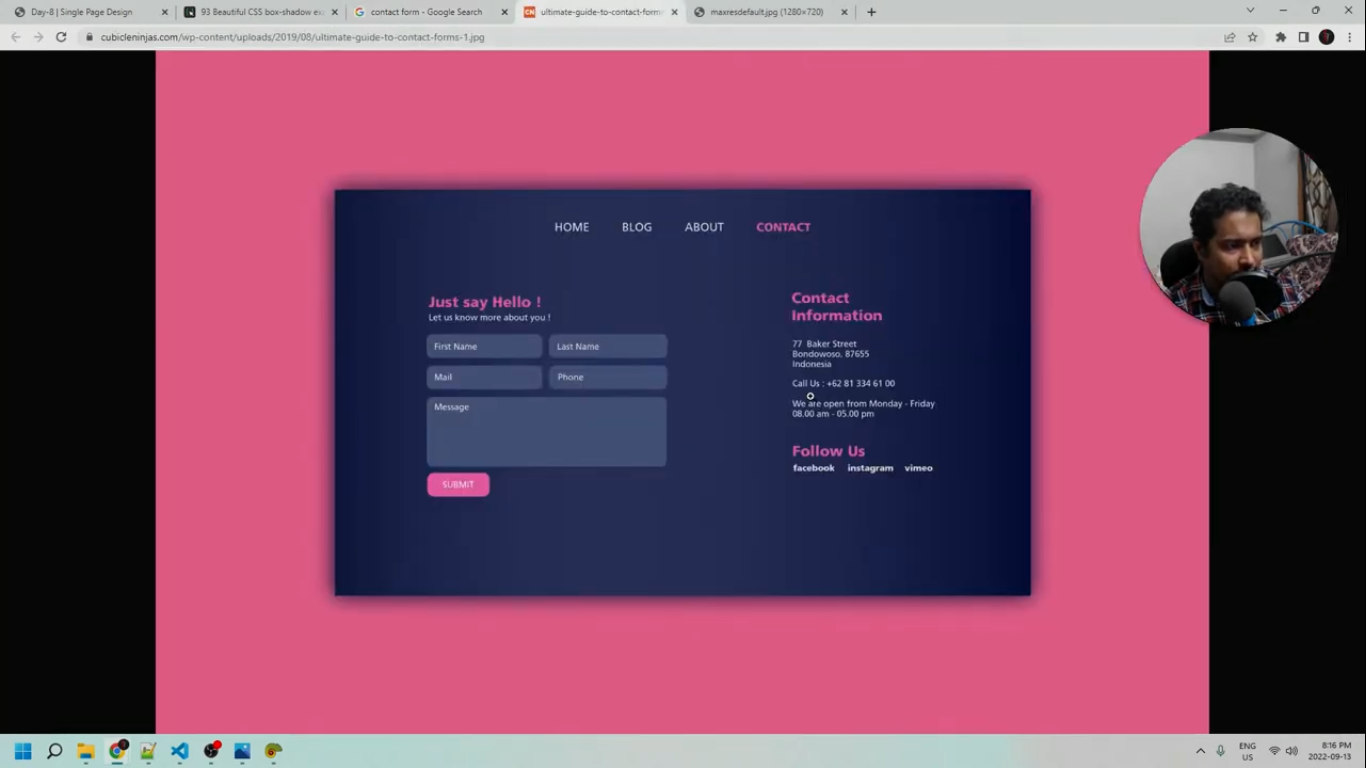 Day-8 | Single Page Design
93 Beautiful CSS box-shadow ex
contact form - Google Search
CN
ultimate-guide-to-contact-forms
maxresdefault.jpg (1280×720)
cubicleninjas.com/wp-content/uploads/2019/08/ultimate-guide-to-contact-forms-1.jpg
HOME BLOG ABOUT CONTACT
Just say Hello !
Let us know more about you !
First Name
Last Name
Mail
Phone
Message
SUBMIT
Contact
Information
77 Baker Street
Bondowoso, 87655
Indonesia
Call Us : +62 81 334 61 00
We are open from Monday - Friday
08.00 am - 05.00 pm
Follow Us
facebook instagram vimeo
ENG
US
8:16 PM
2022-09-13